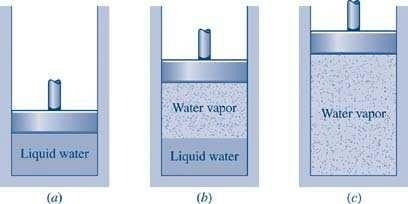 Liquid water
Water vapor
Liquid water
Water vapor
(a)
(b)
(c)